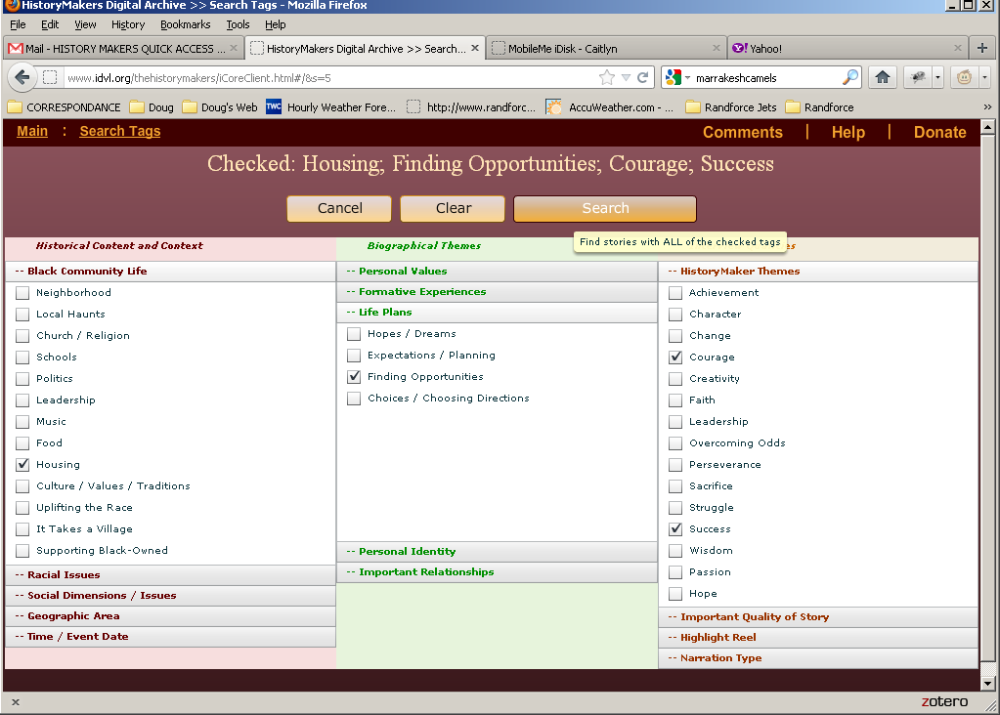 HistoryMakers Digital Archive >> Search Tags - Mozilla Firefox
File Edit View History Bookmarks Tools Help
Mail - HISTORY MAKERS QUICK ACCESS ... × HistoryMakers Digital Archive >> Search... × MobileMe iDisk - Caitlyn × Y! Yahoo! × +
www.idvl.org/thehistorymakers/iCoreClient.html#/&s=5 marrakeshcamels
CORRESPONDANCE Doug Doug's Web TWC Hourly Weather Fore... http://www.randforc... AccuWeather.com - ... Randforce Jets Randforce »
Main : Search Tags Comments | Help | Donate
Checked: Housing; Finding Opportunities; Courage; Success
Cancel Clear Search
Find stories with ALL of the checked tags
Historical Content and Context
-- Black Community Life
Neighborhood
Local Haunts
Church / Religion
Schools
Politics
Leadership
Music
Food
Housing
Culture / Values / Traditions
Uplifting the Race
It Takes a Village
Supporting Black-Owned
-- Racial Issues
-- Social Dimensions / Issues
-- Geographic Area
-- Time / Event Date
Biographical Themes
-- Personal Values
-- Formative Experiences
-- Life Plans
Hopes / Dreams
Expectations / Planning
Finding Opportunities
Choices / Choosing Directions
-- Personal Identity
-- Important Relationships
-- HistoryMaker Themes
Achievement
Character
Change
Courage
Creativity
Faith
Leadership
Overcoming Odds
Perseverance
Sacrifice
Struggle
Success
Wisdom
Passion
Hope
-- Important Quality of Story
-- Highlight Reel
-- Narration Type
× zotero